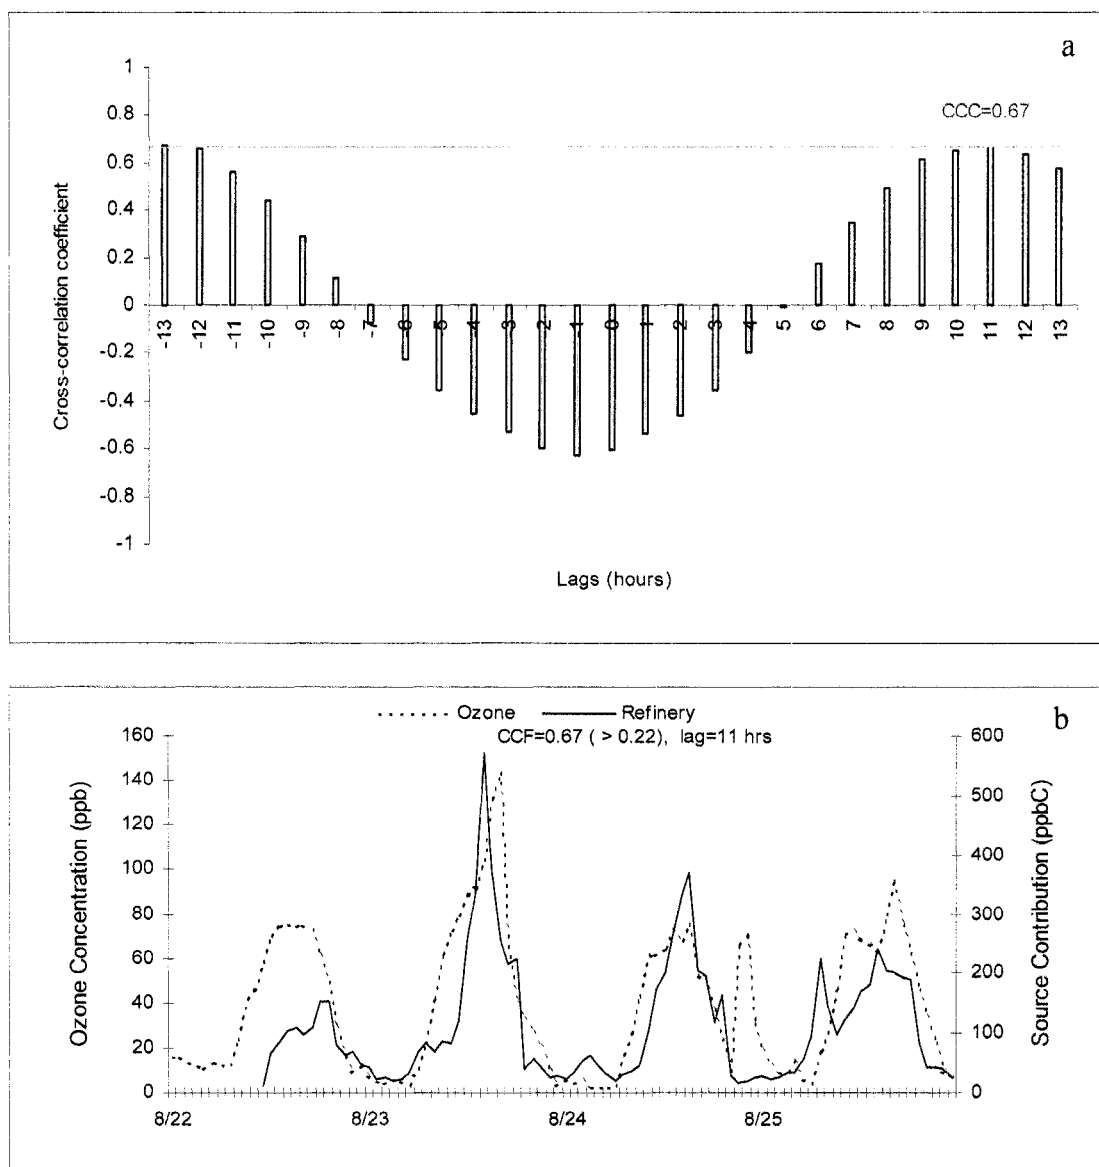 a
1
0.8
0.6
0.4
0.2
0
-0.2
-0.4
-0.6
-0.8
-1
Cross-correlation coefficient
CCC=0.67
-13 -12 -11 -10 -9 -8 -7 -6 -5 -4 -3 -2 -1 0 1 2 3 4 5 6 7 8 9 10 11 12 13
Lags (hours)
b
Ozone Refinery
CCF=0.67 ( > 0.22), lag=11 hrs
Ozone Concentration (ppb)
160
140
120
100
80
60
40
20
0
600
500
400
300
200
100
0
Source Contribution (ppbC)
8/22 8/23 8/24 8/25